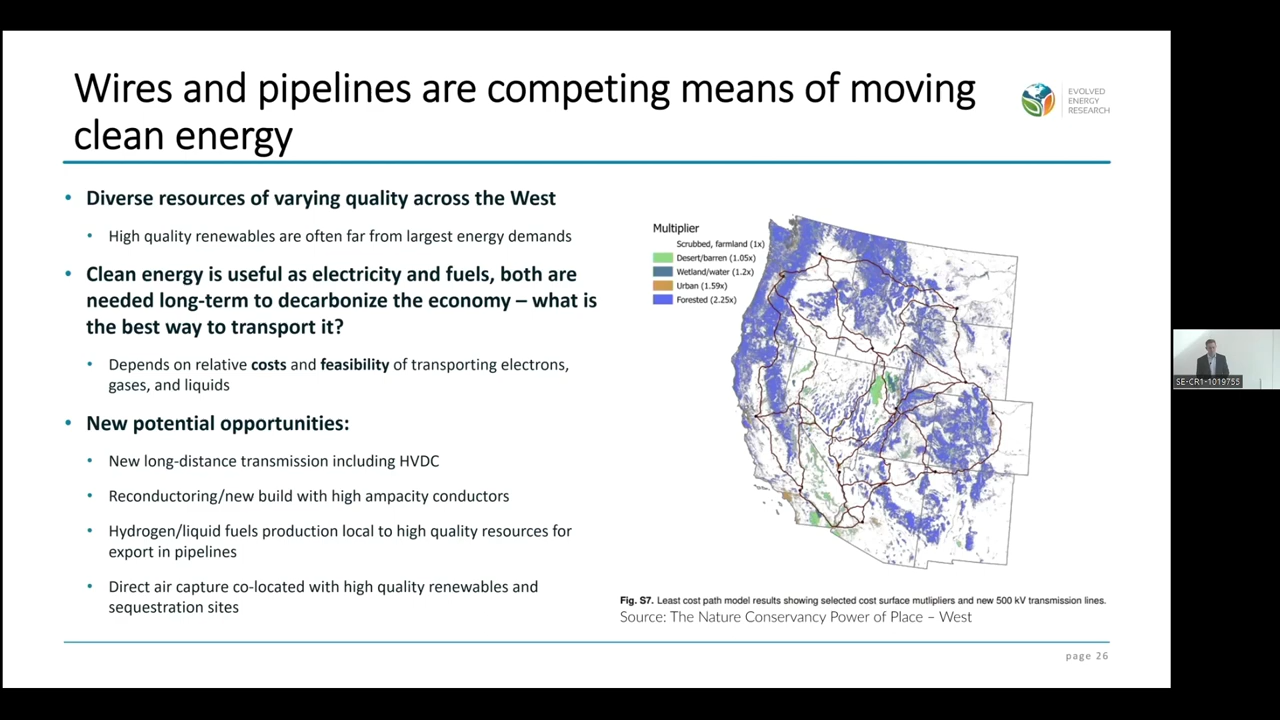 Wires and pipelines are competing means of moving
clean energy
EVOLVED
ENERGY
RESEARCH
• Diverse resources of varying quality across the West
• High quality renewables are often far from largest energy demands
• Clean energy is useful as electricity and fuels, both are
needed long-term to decarbonize the economy – what is
the best way to transport it?
• Depends on relative costs and feasibility of transporting electrons,
gases, and liquids
• New potential opportunities:
• New long-distance transmission including HVDC
• Reconductoring/new build with high ampacity conductors
• Hydrogen/liquid fuels production local to high quality resources for
export in pipelines
• Direct air capture co-located with high quality renewables and
sequestration sites
Multiplier
Scrubbed, farmland (1x)
Desert/barren (1.05x)
Wetland/water (1.2x)
Urban (1.59x)
Forested (2.25x)
Fig. S7. Least cost path model results showing selected cost surface mutlipliers and new 500 kV transmission lines.
Source: The Nature Conservancy Power of Place – West
page 26
SE-CR1-1019755